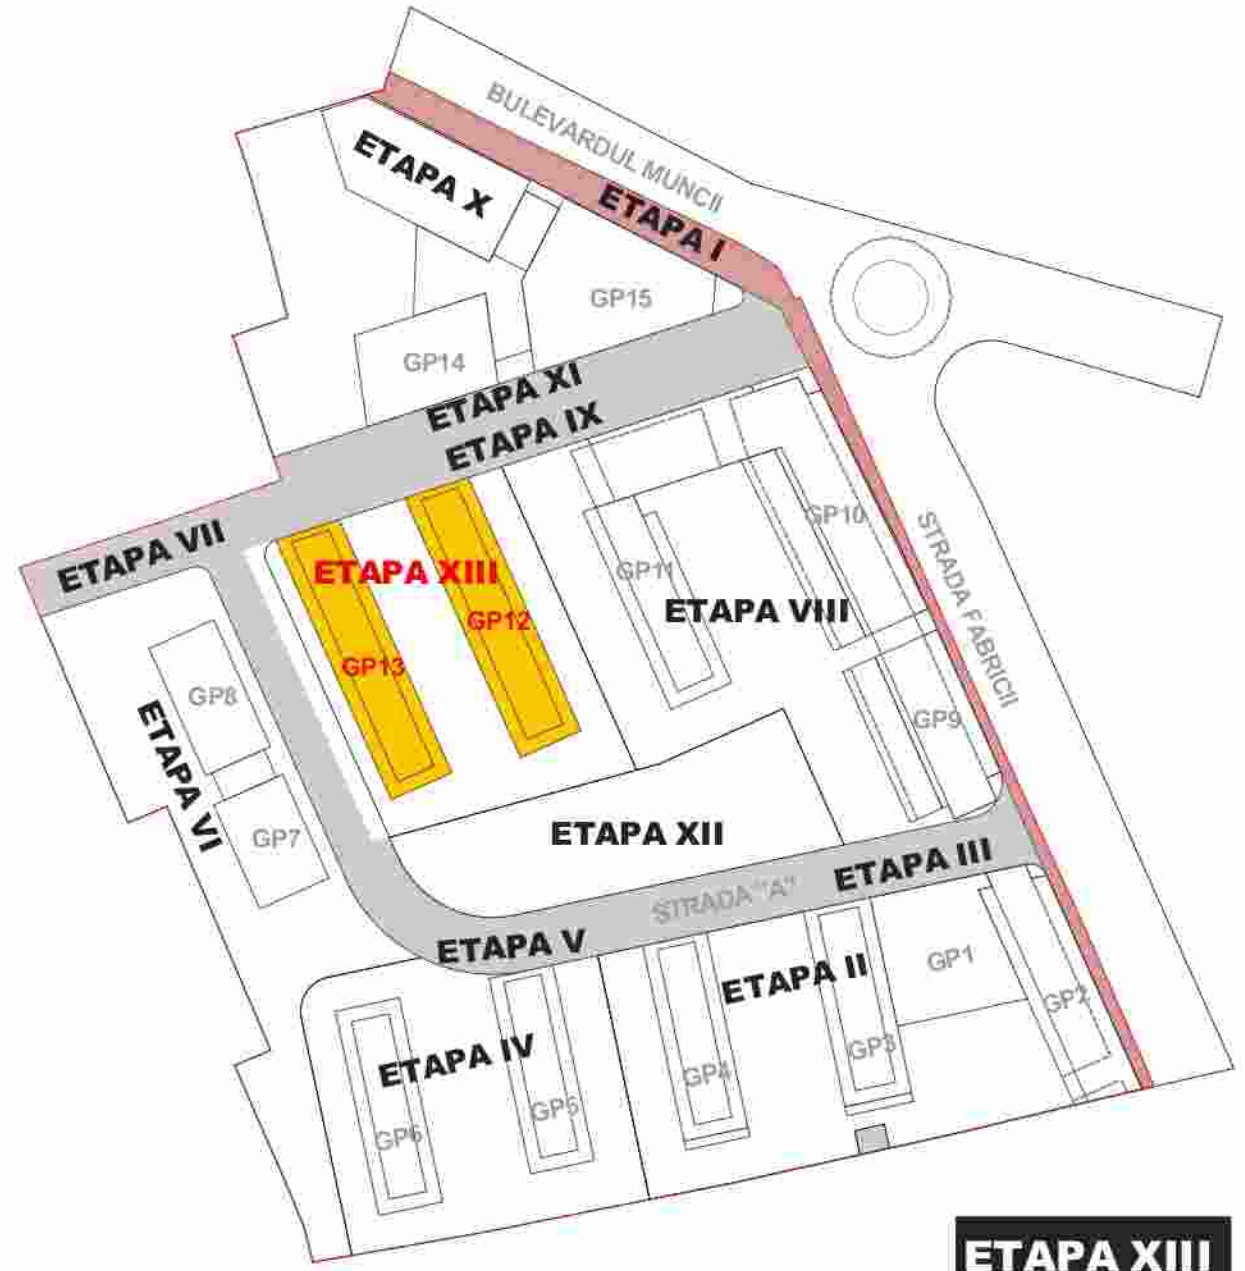 BULEVARDUL MUNCII
ETAPA X
ETAPA I
GP15
GP14
ETAPA XI
ETAPA IX
GP10
STRADA FABRICII
ETAPA VII
ETAPA XIII
GP11
ETAPA VIII
GP12
GP13
GP8
GP9
ETAPA VI
GP7
ETAPA XII
ETAPA III
STRADA "A"
ETAPA V
GP1
ETAPA II
GP2
ETAPA IV
GP3
GP4
GP5
GP6
ETAPA XIII